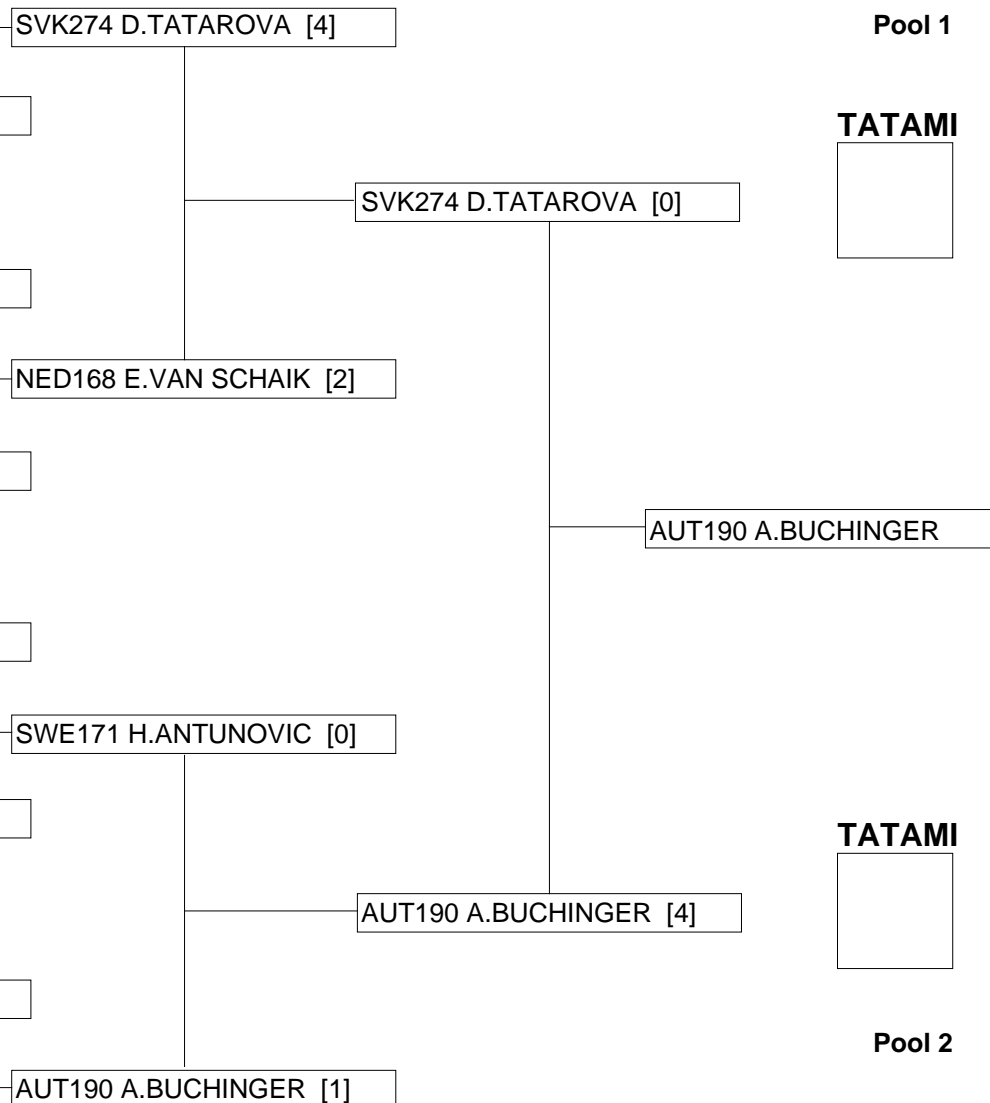 SVK274 D.TATAROVA [4]
Pool 1
TATAMI
SVK274 D.TATAROVA [0]
NED168 E.VAN SCHAIK [2]
AUT190 A.BUCHINGER
SWE171 H.ANTUNOVIC [0]
TATAMI
AUT190 A.BUCHINGER [4]
Pool 2
AUT190 A.BUCHINGER [1]